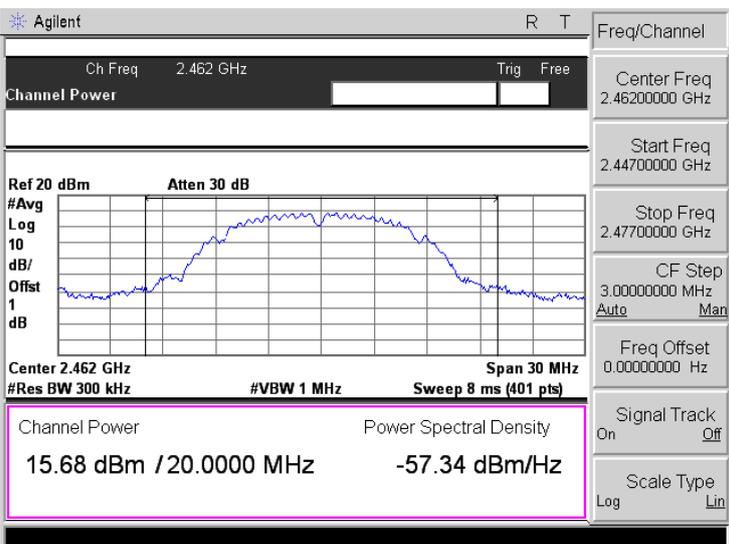 Agilent R T
Ch Freq 2.462 GHz Trig Free
Channel Power
Ref 20 dBm Atten 30 dB
#Avg
Log
10
dB/
Offst
1
dB
Center 2.462 GHz Span 30 MHz
#Res BW 300 kHz #VBW 1 MHz Sweep 8 ms (401 pts)
Channel Power Power Spectral Density
15.68 dBm / 20.0000 MHz -57.34 dBm/Hz
Freq/Channel
Center Freq
2.46200000 GHz
Start Freq
2.44700000 GHz
Stop Freq
2.47700000 GHz
CF Step
3.00000000 MHz
Auto Man
Freq Offset
0.00000000 Hz
Signal Track
On Off
Scale Type
Log Lin